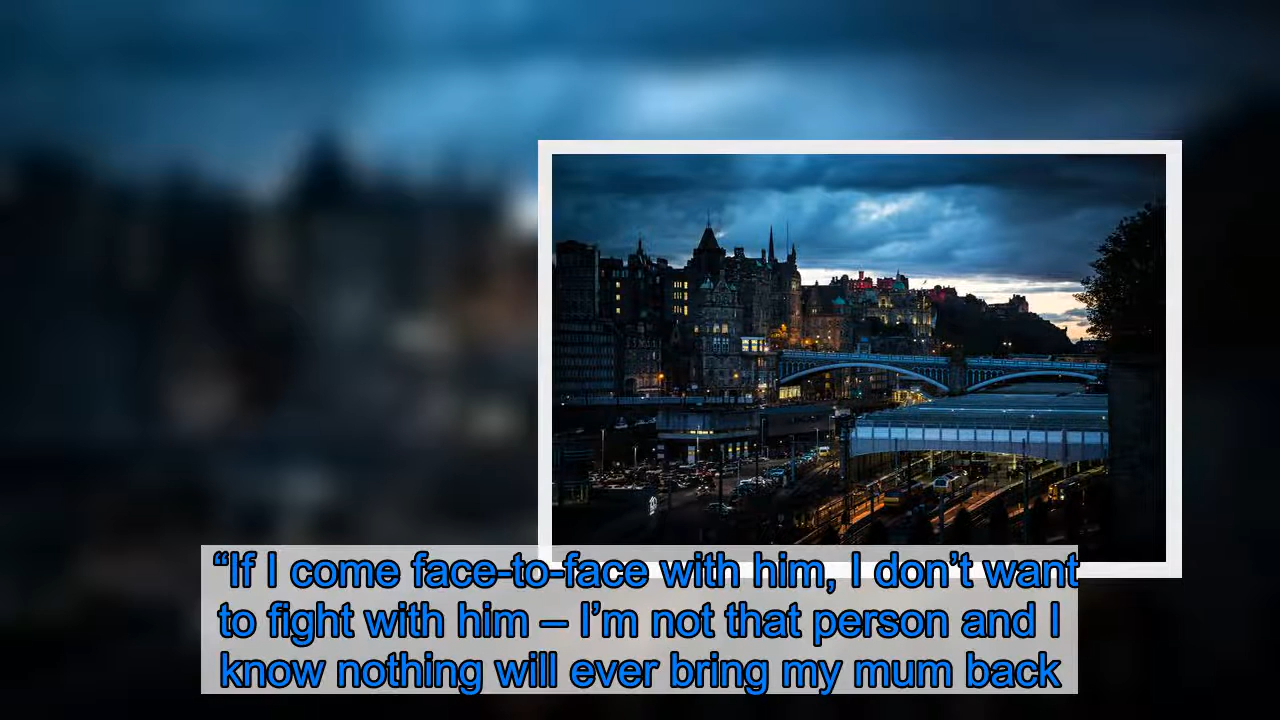 “If I come face-to-face with him, I don’t want
to fight with him – I’m not that person and I
know nothing will ever bring my mum back